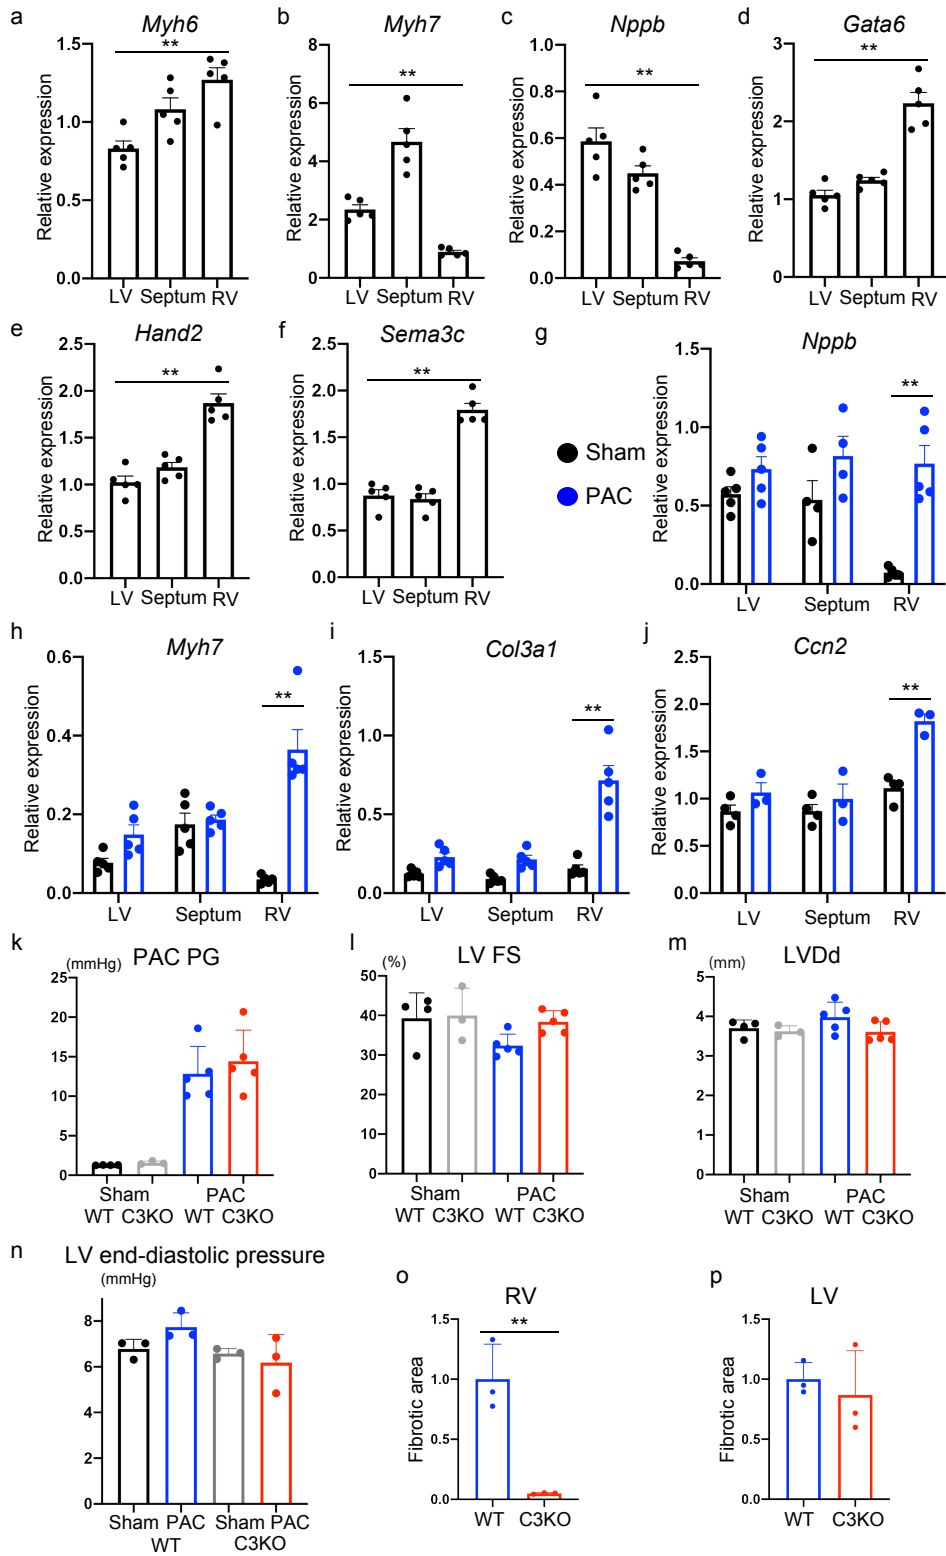 a
Myh6
**
Relative expression
1.5
1.0
0.5
0.0
LV
Septum
RV
b
Myh7
**
Relative expression
8
6
4
2
0
LV
Septum
RV
c
Nppb
**
Relative expression
1.0
0.8
0.6
0.4
0.2
0.0
LV
Septum
RV
d
Gata6
**
Relative expression
3
2
1
0
LV
Septum
RV
e
Hand2
**
Relative expression
2.5
2.0
1.5
1.0
0.5
0.0
LV
Septum
RV
f
Sema3c
**
Relative expression
2.5
2.0
1.5
1.0
0.5
0.0
LV
Septum
RV
Sham
PAC
g
Nppb
**
Relative expression
1.5
1.0
0.5
0.0
LV
Septum
RV
h
Myh7
**
Relative expression
0.6
0.4
0.2
0.0
LV
Septum
RV
i
Col3a1
**
Relative expression
1.5
1.0
0.5
0.0
LV
Septum
RV
j
Ccn2
**
Relative expression
2.5
2.0
1.5
1.0
0.5
0.0
LV
Septum
RV
k
PAC PG
(mmHg)
25
20
15
10
5
0
Sham PAC
WT C3KO WT C3KO
l
LV FS
(%)
50
40
30
20
10
0
Sham PAC
WT C3KO WT C3KO
m
LVDd
(mm)
5
4
3
2
1
0
Sham PAC
WT C3KO WT C3KO
n
LV end-diastolic pressure
(mmHg)
8
6
4
2
0
Sham PAC Sham PAC
WT C3KO
o
RV
**
Fibrotic area
1.5
1.0
0.5
0.0
WT C3KO
p
LV
Fibrotic area
1.5
1.0
0.5
0.0
WT C3KO